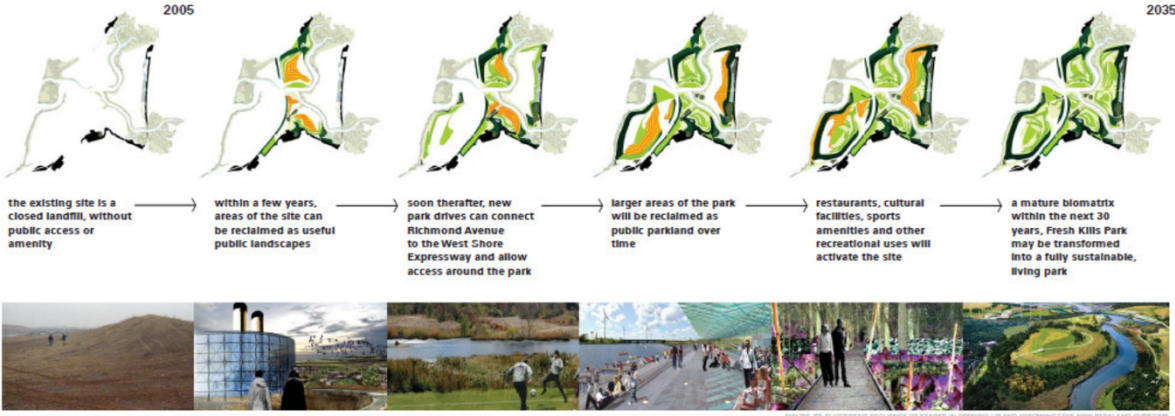 2005
2035
the existing site is a
closed landfill, without
public access or
amenity
within a few years,
areas of the site can
be reclaimed as useful
public landscapes
soon therafter, new
park drives can connect
Richmond Avenue
to the West Shore
Expressway and allow
access around the park
larger areas of the park
will be reclaimed as
public parkland over
time
restaurants, cultural
facilities, sports
amenities and other
recreational uses will
activate the site
a mature biomatrix
within the next 30
years, Fresh Kills Park
may be transformed
into a fully sustainable,
living park